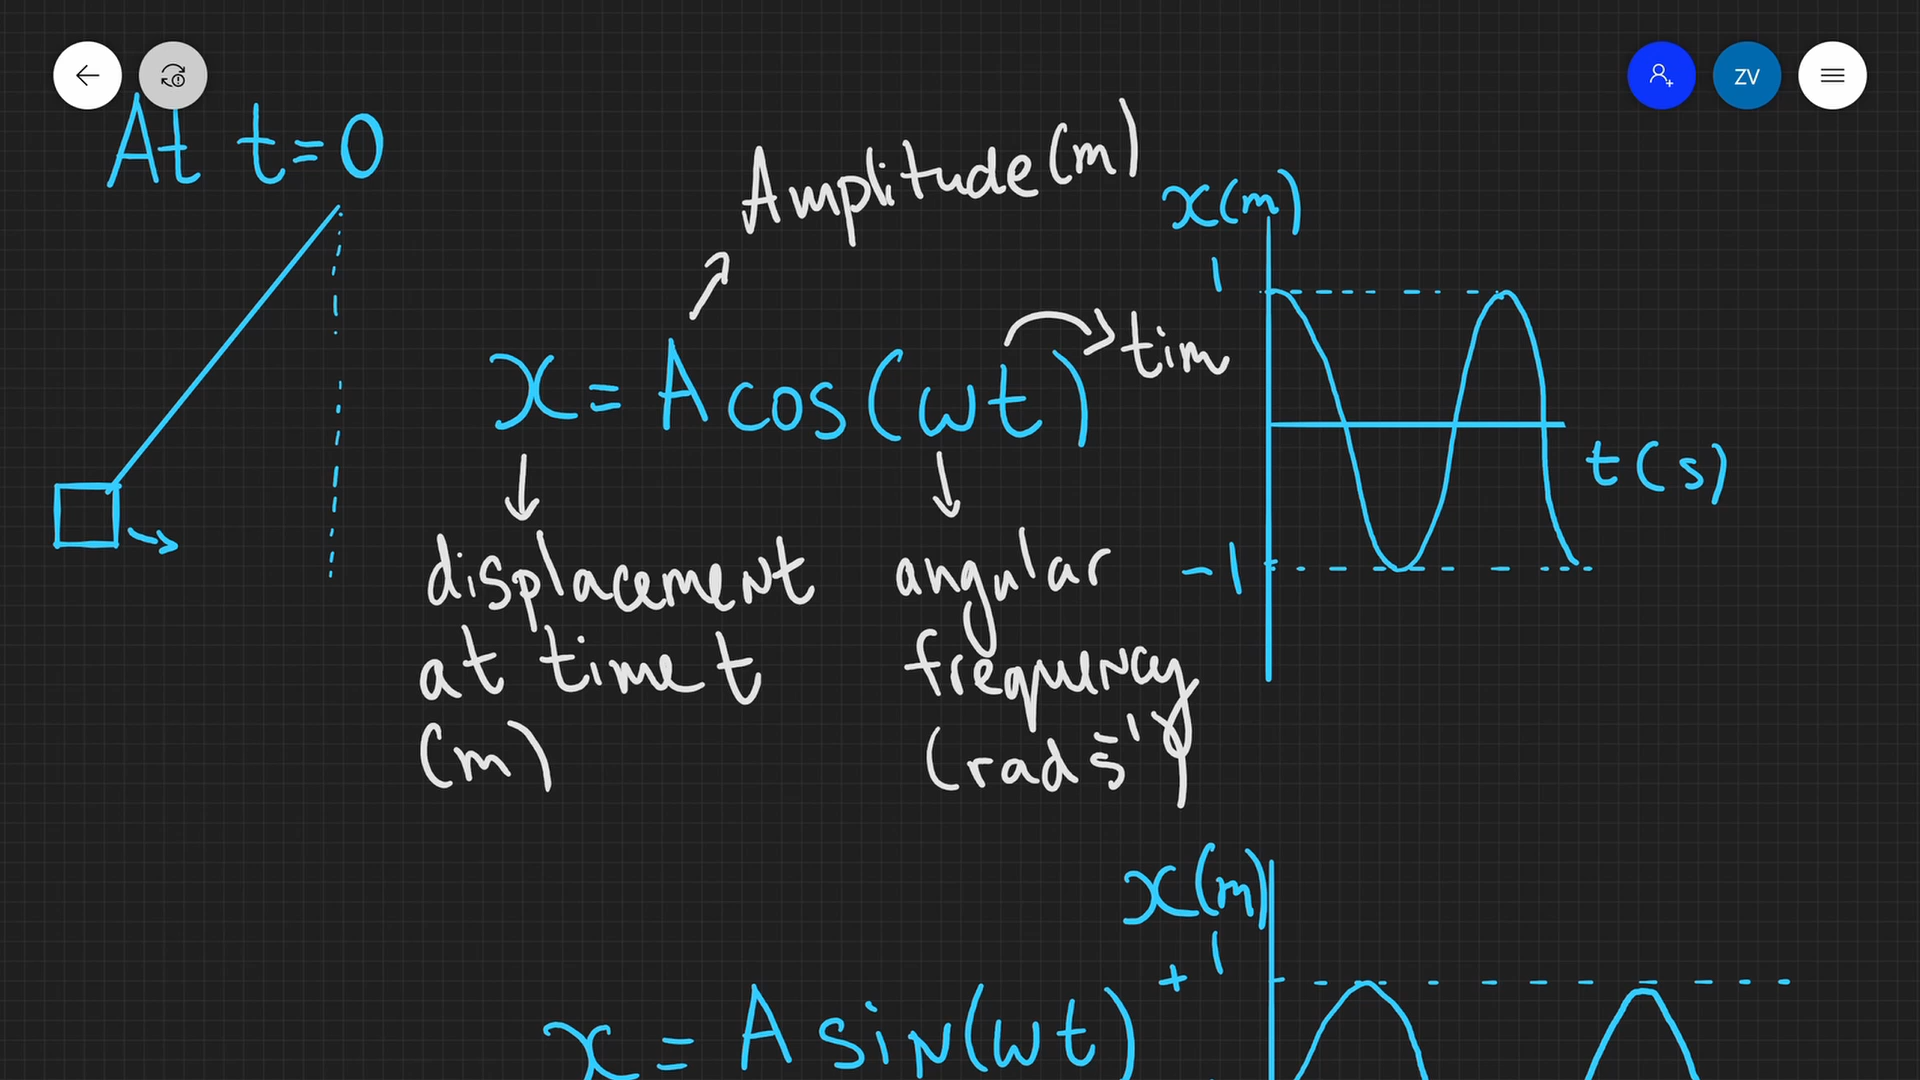 ZV
At t=0
Amplitude (m)
x(m)
1
x = A cos(ωt)
tim
t(s)
displacement
at time t
(m)
angular
frequency
(rad s⁻¹)
-1
x(m)
+1
x = A sin(ωt)